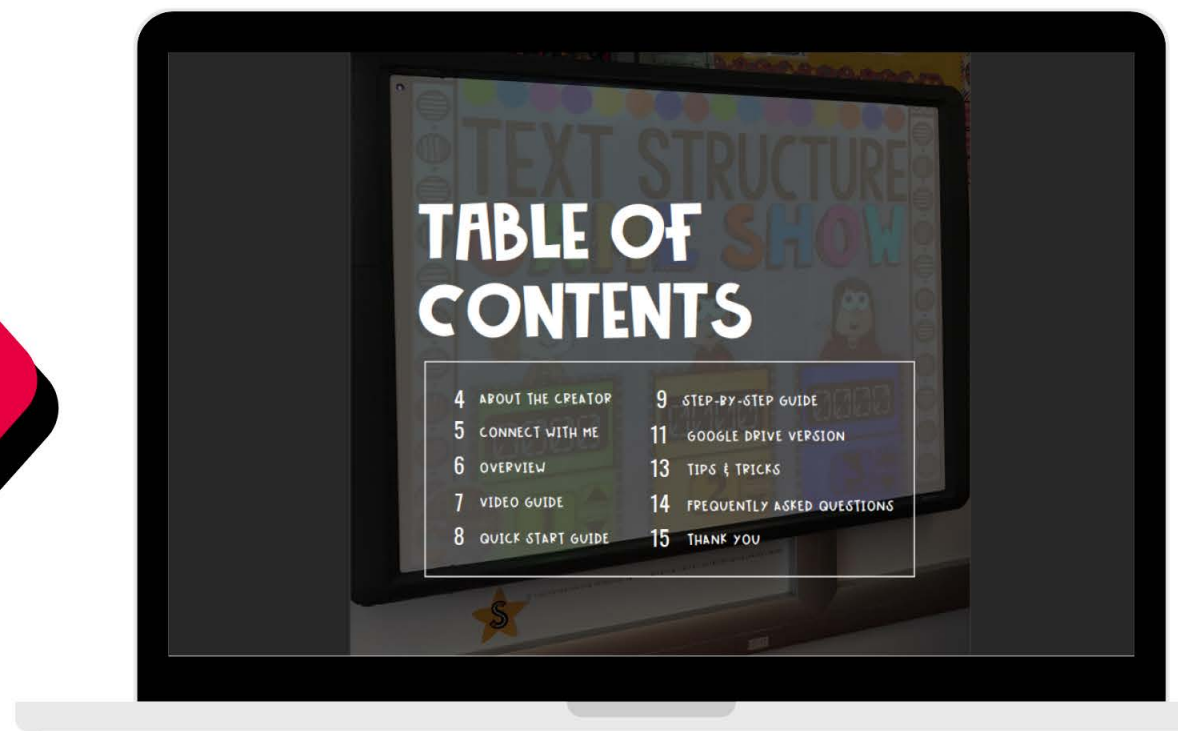 TEXT STRUCTURE
SHOW
TABLE OF
CONTENTS
4 ABOUT THE CREATOR
5 CONNECT WITH ME
6 OVERVIEW
7 VIDEO GUIDE
8 QUICK START GUIDE
9 STEP-BY-STEP GUIDE
11 GOOGLE DRIVE VERSION
13 TIPS & TRICKS
14 FREQUENTLY ASKED QUESTIONS
15 THANK YOU
S